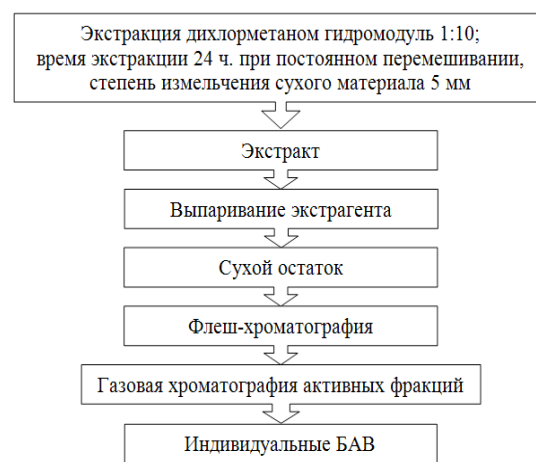 Экстракция дихлорметаном гидромодуль 1:10;
время экстракции 24 ч. при постоянном перемешивании,
степень измельчения сухого материала 5 мм
Экстракт
Выпаривание экстрагента
Сухой остаток
Флеш-хроматография
Газовая хроматография активных фракций
Индивидуальные БАВ